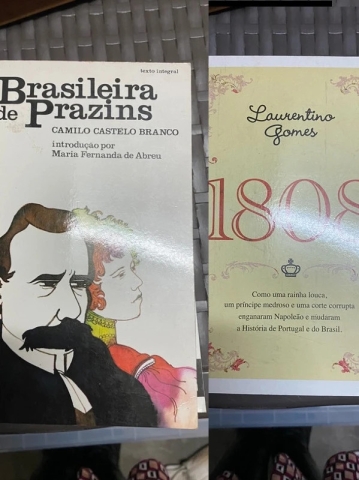 texto integral
Brasileira
de Prazins
CAMILO CASTELO BRANCO
introdução por
Maria Fernanda de Abreu
Laurentino
Gomes
1808
Como uma rainha louca,
um príncipe medroso e uma corte corrupta
enganaram Napoleão e mudaram
a História de Portugal e do Brasil.